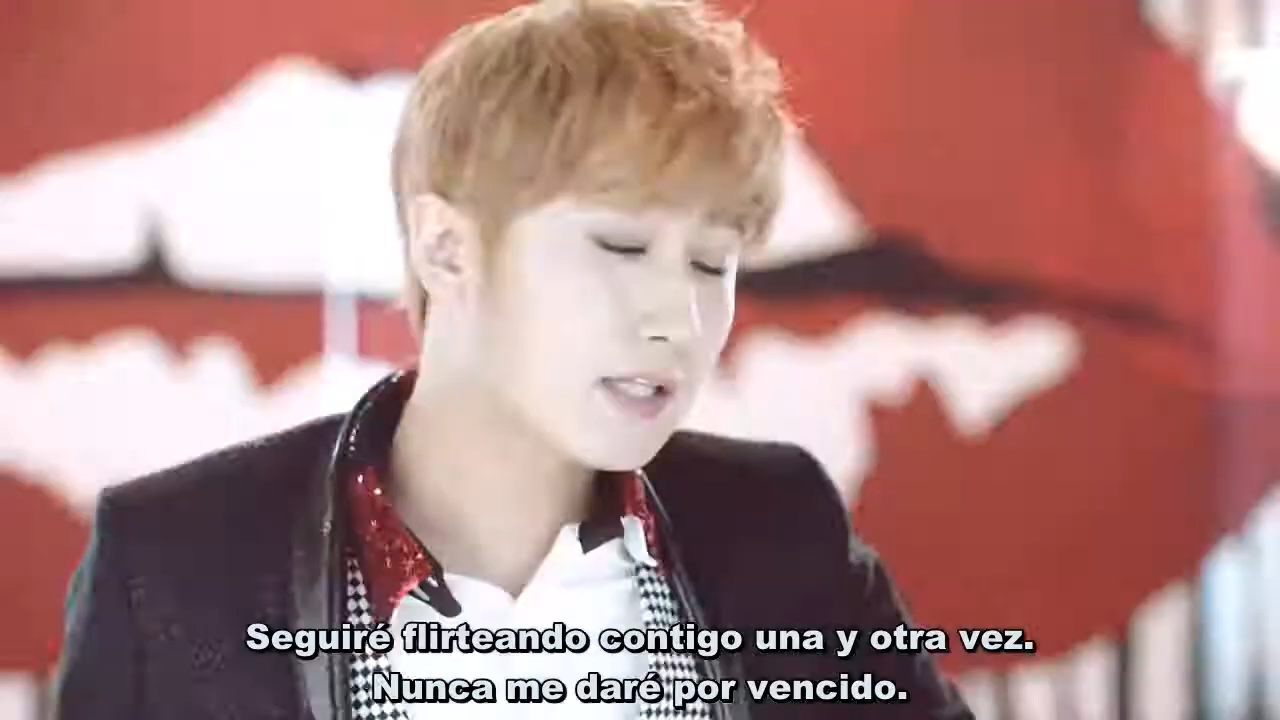 Seguiré flirteando contigo una y otra vez.
Nunca me daré por vencido.